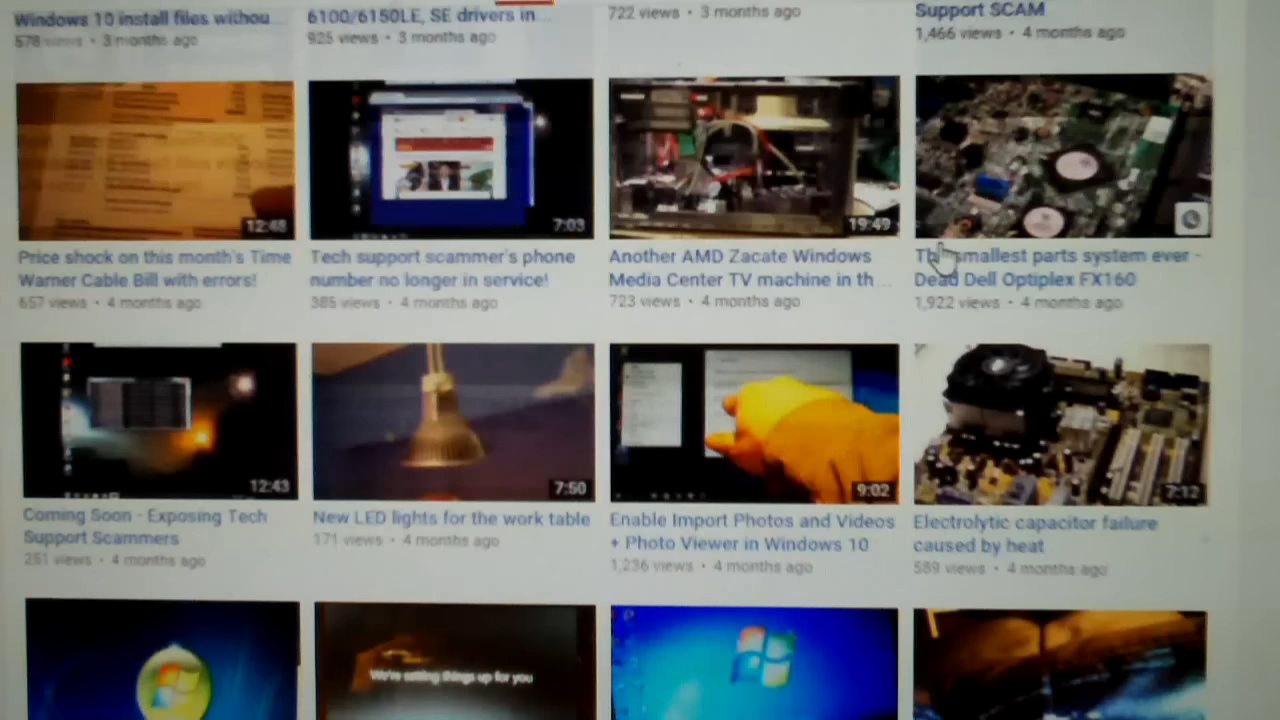 Windows 10 install files withou...
578 views • 3 months ago
6100/6150LE, SE drivers in...
925 views • 3 months ago
722 views • 3 months ago
Support SCAM
1,466 views • 4 months ago
12:48
7:03
19:49
Price shock on this month's Time
Warner Cable Bill with errors!
657 views • 4 months ago
Tech support scammer's phone
number no longer in service!
385 views • 4 months ago
Another AMD Zacate Windows
Media Center TV machine in th...
723 views • 4 months ago
smallest parts system ever -
Dead Dell Optiplex FX160
1,922 views • 4 months ago
12:43
7:50
9:02
7:12
Coming Soon - Exposing Tech
Support Scammers
251 views • 4 months ago
New LED lights for the work table
171 views • 4 months ago
Enable Import Photos and Videos
+ Photo Viewer in Windows 10
1,236 views • 4 months ago
Electrolytic capacitor failure
caused by heat
589 views • 4 months ago
We're setting things up for you